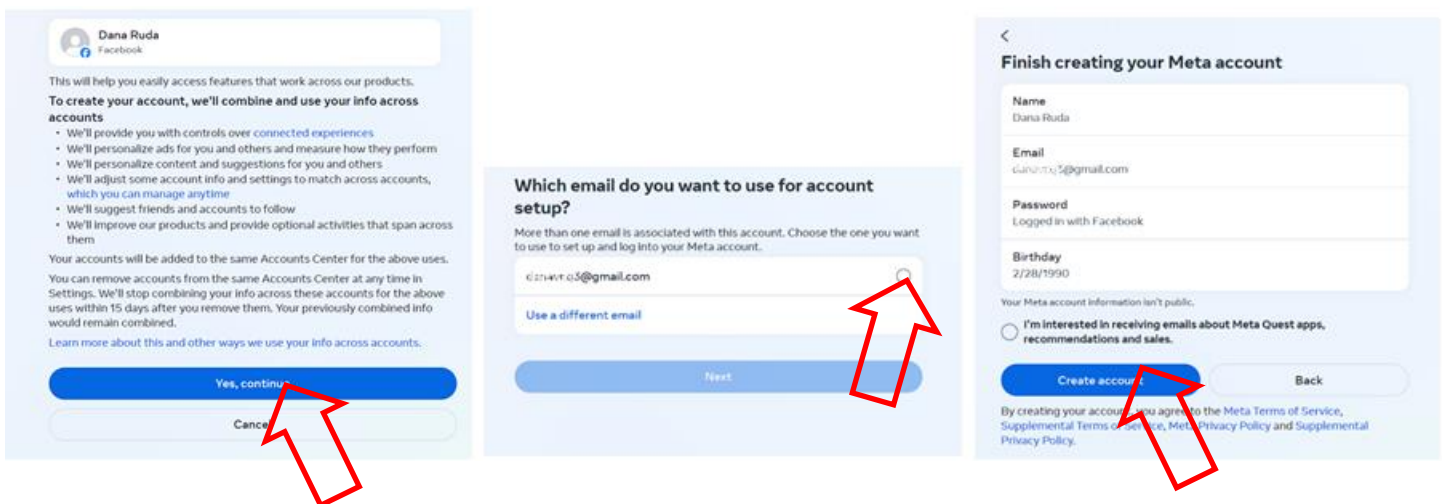 Dana Ruda
Facebook
This will help you easily access features that work across our products.
To create your account, we'll combine and use your info across
accounts
• We'll provide you with controls over connected experiences
• We'll personalize ads for you and others and measure how they perform
• We'll personalize content and suggestions for you and others
• We'll adjust some account info and settings to match across accounts,
which you can manage anytime
• We'll suggest friends and accounts to follow
• We'll improve our products and provide optional activities that span across
them
Your accounts will be added to the same Accounts Center for the above uses.
You can remove accounts from the same Accounts Center at any time in
Settings. We'll stop combining your info across these accounts for the above
uses within 15 days after you remove them. Your previously combined info
would remain combined.
Learn more about this and other ways we use your info across accounts.
Yes, continue
Cancel
Which email do you want to use for account
setup?
More than one email is associated with this account. Choose the one you want
to use to set up and log into your Meta account.
@gmail.com
Use a different email
Next
Finish creating your Meta account
Name
Dana Ruda
Email
@gmail.com
Password
Logged in with Facebook
Birthday
2/28/1990
Your Meta account information isn't public.
I'm interested in receiving emails about Meta Quest apps,
recommendations and sales.
Create account
Back
By creating your account, you agree to the Meta Terms of Service,
Supplemental Terms of Service, Meta Privacy Policy and Supplemental
Privacy Policy.